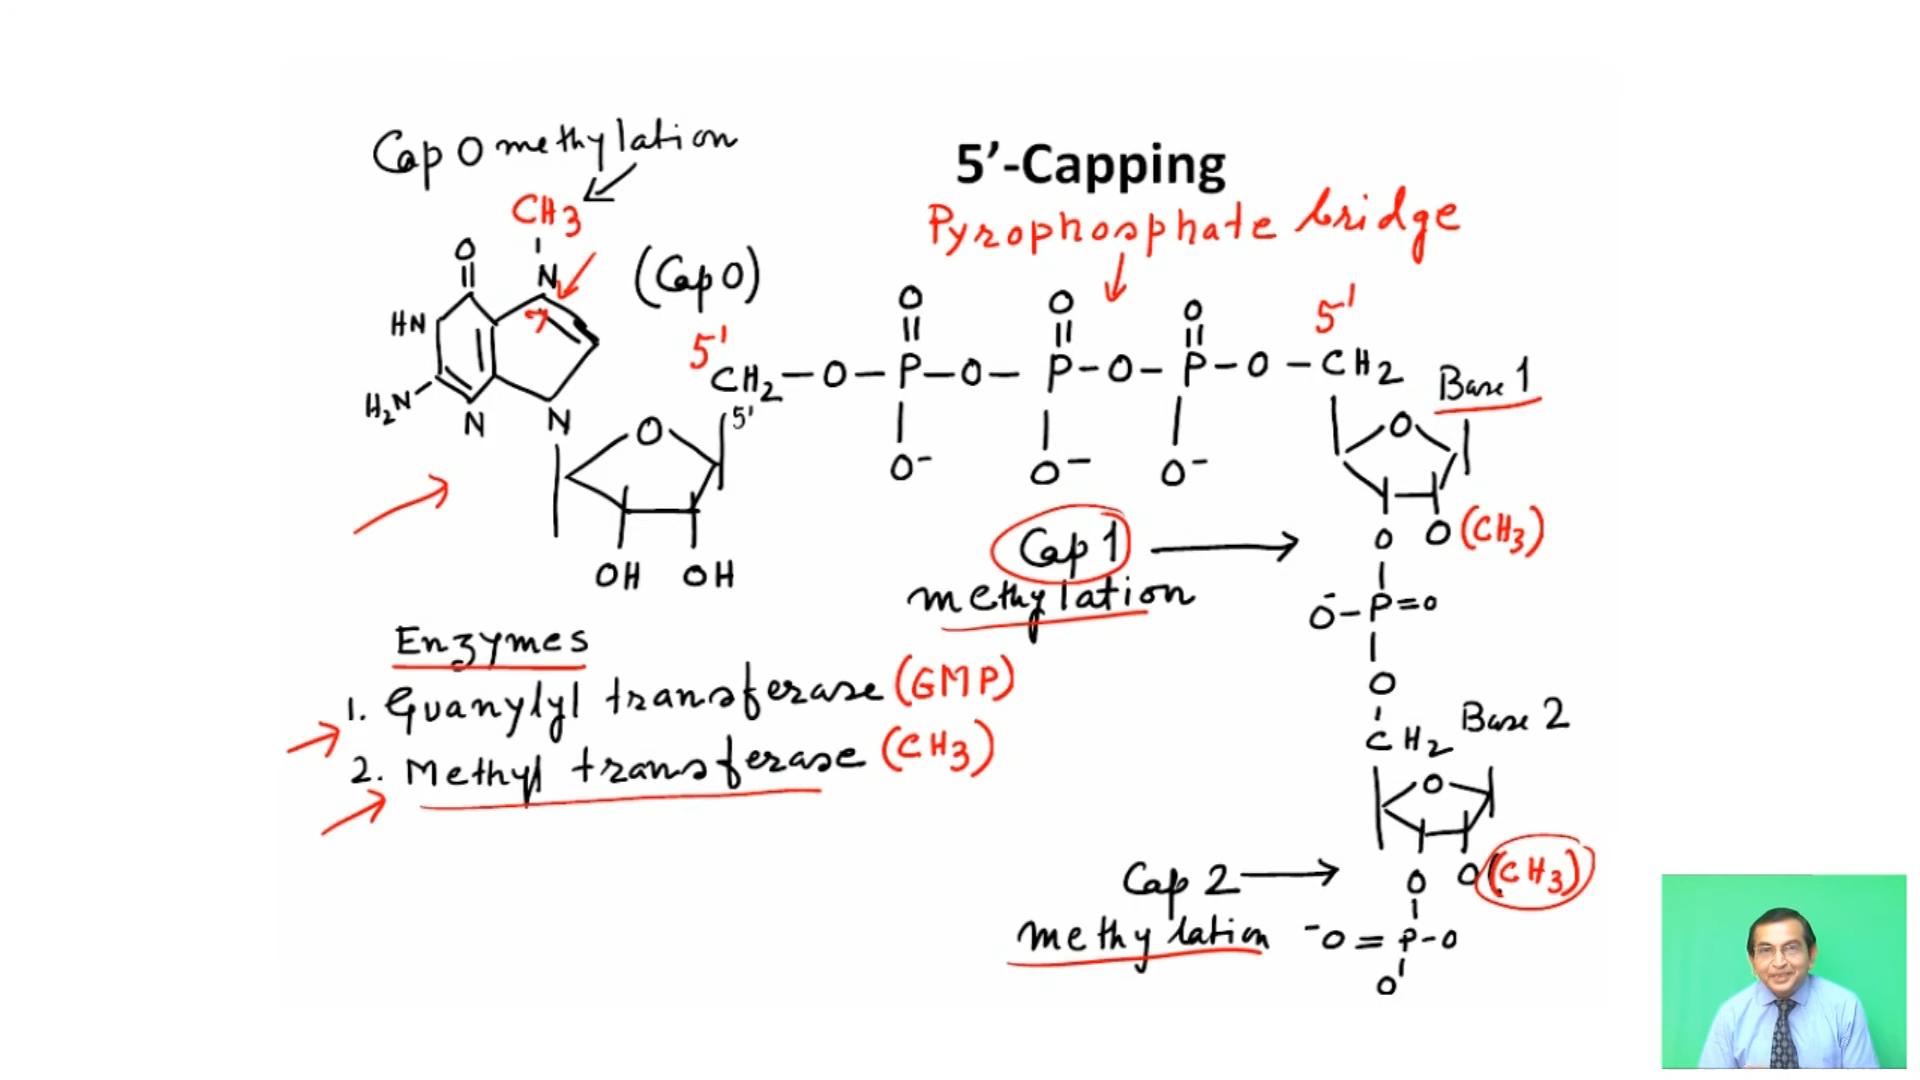 Cap 0 methylation
5'-Capping
Pyrophosphate bridge
CH3
(Cap 0)
O
N
HN
7
H2N
N
N
O
OH OH
5'
5'
CH2-O-P-O-P-O-P-O-CH2
O O O
O- O- O-
5'
Base 1
O
O O(CH3)
Cap 1
methylation
O-P=O
O
CH2
Base 2
O
O O(CH3)
Cap 2
methylation
-O=P-O
O
Enzymes
1. Guanylyl transferase (GMP)
2. Methyl transferase (CH3)